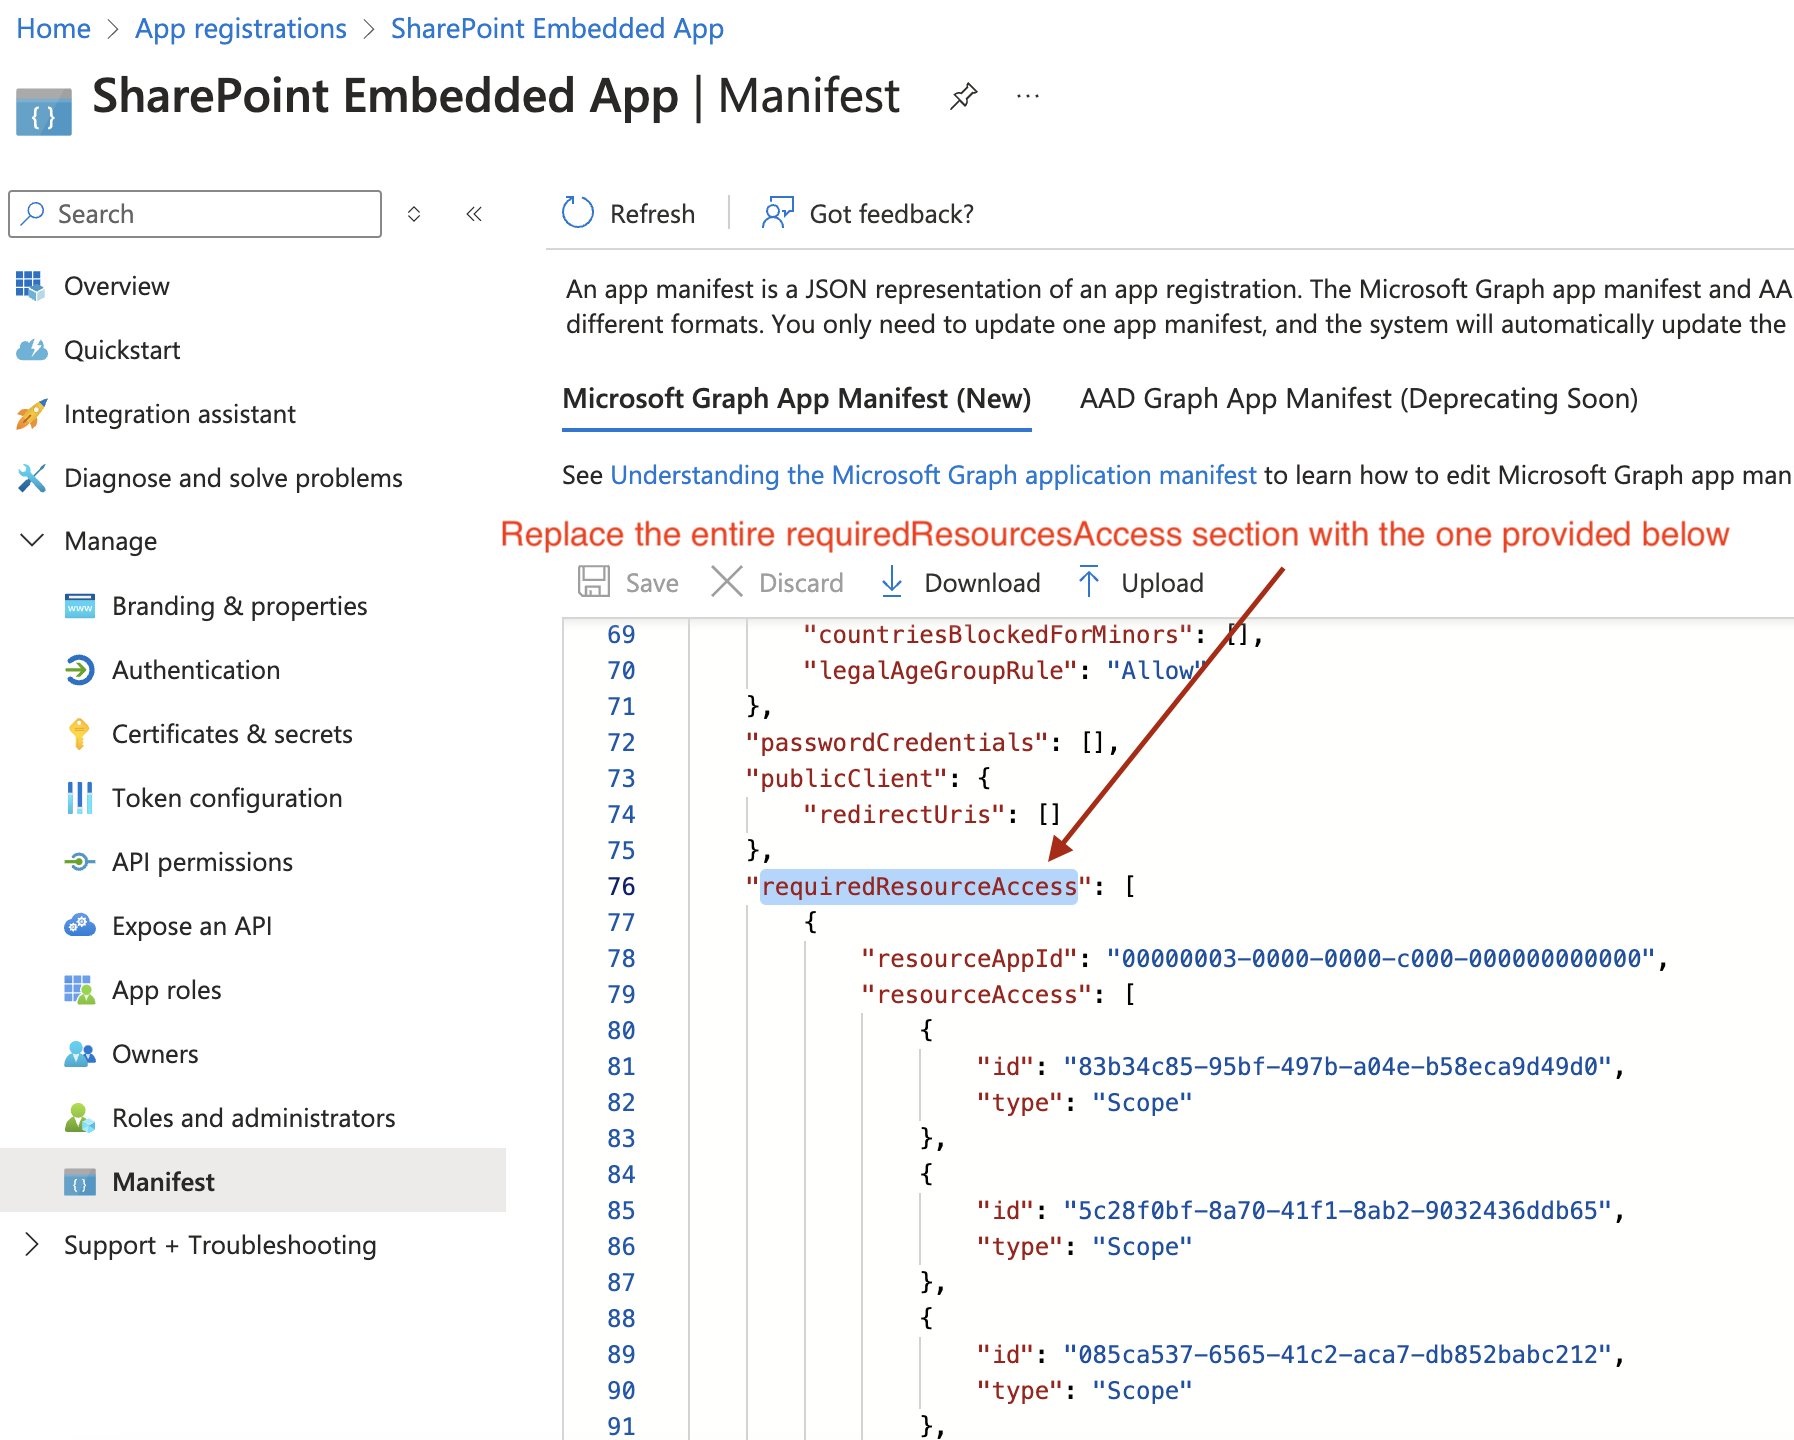 Home > App registrations > SharePoint Embedded App
SharePoint Embedded App | Manifest
Search
Refresh
Got feedback?
Overview
Quickstart
Integration assistant
Diagnose and solve problems
Manage
Branding & properties
Authentication
Certificates & secrets
Token configuration
API permissions
Expose an API
App roles
Owners
Roles and administrators
Manifest
Support + Troubleshooting
An app manifest is a JSON representation of an app registration. The Microsoft Graph app manifest and AA
different formats. You only need to update one app manifest, and the system will automatically update the
Microsoft Graph App Manifest (New)
AAD Graph App Manifest (Deprecating Soon)
See Understanding the Microsoft Graph application manifest to learn how to edit Microsoft Graph app man
Replace the entire requiredResourcesAccess section with the one provided below
Save
Discard
Download
Upload
69 "countriesBlockedForMinors": [],
70 "legalAgeGroupRule": "Allow"
71 },
72 "passwordCredentials": [],
73 "publicClient": {
74 "redirectUris": []
75 },
76 "requiredResourceAccess": [
77 {
78 "resourceAppId": "00000003-0000-0000-c000-000000000000",
79 "resourceAccess": [
80 {
81 "id": "83b34c85-95bf-497b-a04e-b58eca9d49d0",
82 "type": "Scope"
83 },
84 {
85 "id": "5c28f0bf-8a70-41f1-8ab2-9032436ddb65",
86 "type": "Scope"
87 },
88 {
89 "id": "085ca537-6565-41c2-aca7-db852babc212",
90 "type": "Scope"
91 },